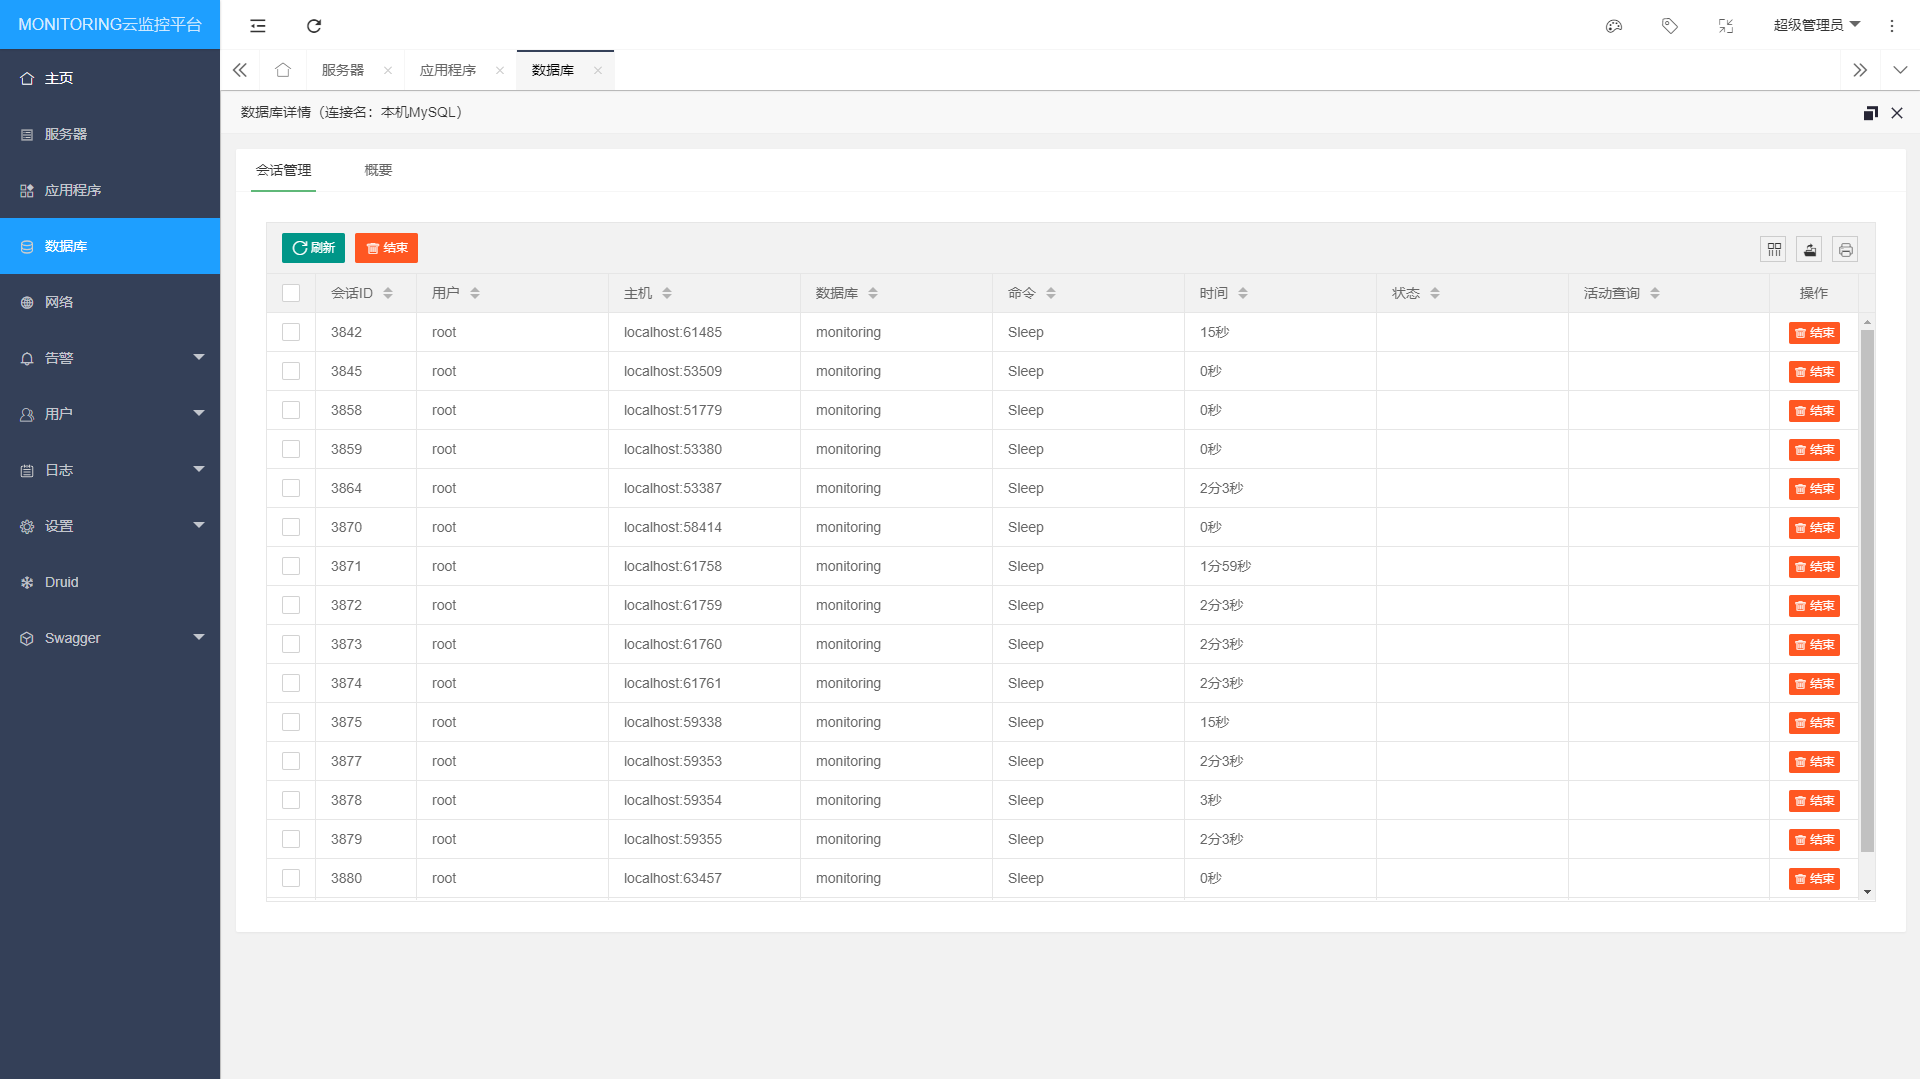 MONITORING云监控平台
超级管理员
主页
服务器
应用程序
数据库
网络
告警
用户
日志
设置
Druid
Swagger
服务器 应用程序 数据库
数据库详情（连接名：本机MySQL）
会话管理 概要
刷新 结束
会话ID 用户 主机 数据库 命令 时间 状态 活动查询 操作
3842 root localhost:61485 monitoring Sleep 15秒 结束
3845 root localhost:53509 monitoring Sleep 0秒 结束
3858 root localhost:51779 monitoring Sleep 0秒 结束
3859 root localhost:53380 monitoring Sleep 0秒 结束
3864 root localhost:53387 monitoring Sleep 2分3秒 结束
3870 root localhost:58414 monitoring Sleep 0秒 结束
3871 root localhost:61758 monitoring Sleep 1分59秒 结束
3872 root localhost:61759 monitoring Sleep 2分3秒 结束
3873 root localhost:61760 monitoring Sleep 2分3秒 结束
3874 root localhost:61761 monitoring Sleep 2分3秒 结束
3875 root localhost:59338 monitoring Sleep 15秒 结束
3877 root localhost:59353 monitoring Sleep 2分3秒 结束
3878 root localhost:59354 monitoring Sleep 3秒 结束
3879 root localhost:59355 monitoring Sleep 2分3秒 结束
3880 root localhost:63457 monitoring Sleep 0秒 结束